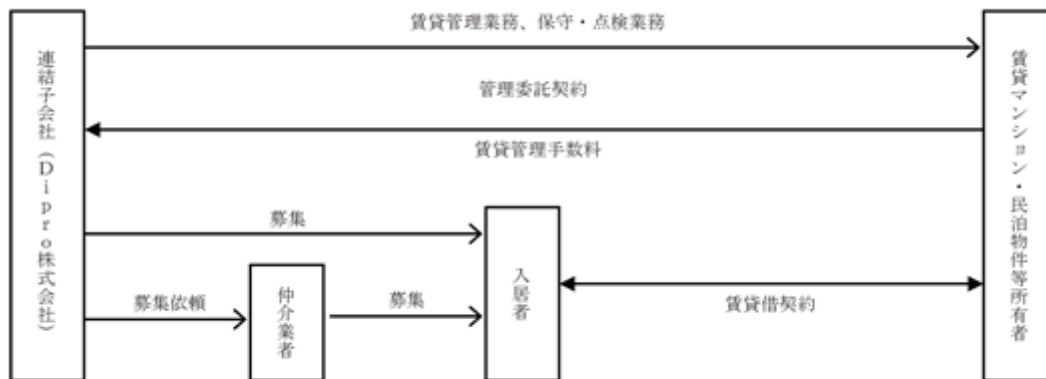 賃貸管理業務、保守・点検業務
連結子会社（Dipro株式会社）
賃貸マンション・民泊物件等所有者
管理委託契約
賃貸管理手数料
募集
入居者
募集依頼
仲介業者
募集
賃貸借契約